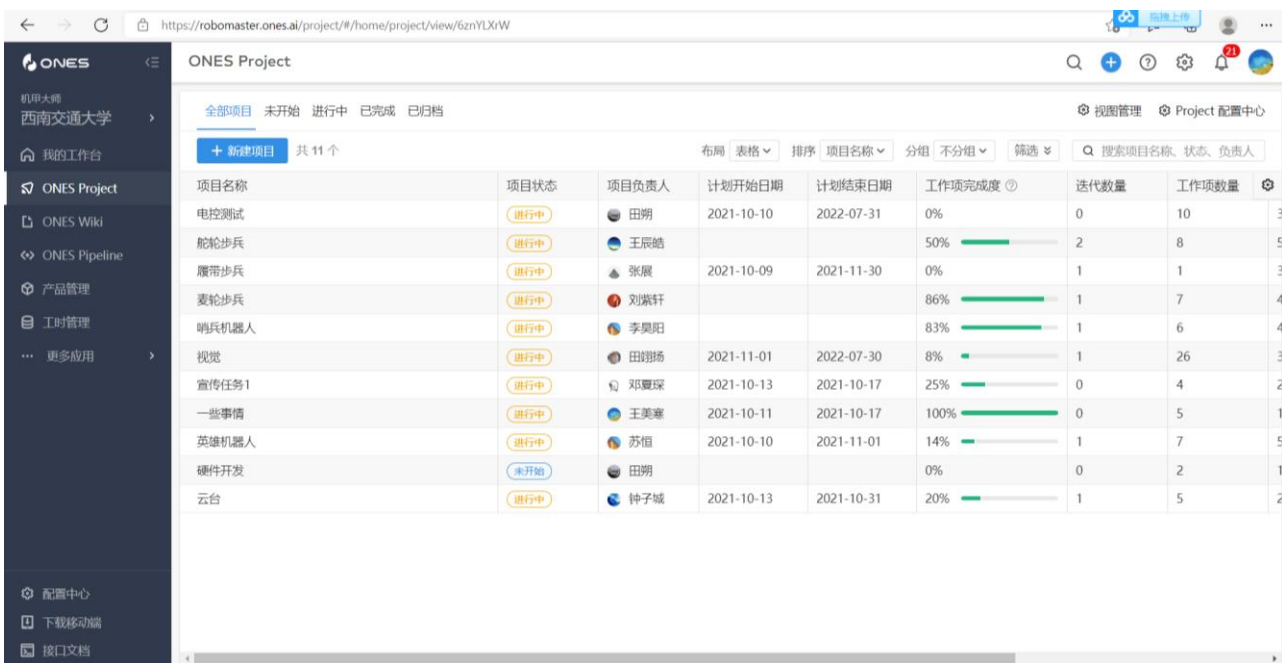 https://robomaster.ones.ai/project/#/home/project/view/6znYLXrW
拖拽上传
ONES
ONES Project
21
机甲大师
西南交通大学
我的工作台
ONES Project
ONES Wiki
ONES Pipeline
产品管理
工时管理
更多应用
配置中心
下载移动端
接口文档
全部项目 未开始 进行中 已完成 已归档 视图管理 Project 配置中心
+ 新建项目 共 11 个 布局 表格 排序 项目名称 分组 不分组 筛选 搜索项目名称、状态、负责人
项目名称 项目状态 项目负责人 计划开始日期 计划结束日期 工作项完成度 迭代数量 工作项数量
电控测试 进行中 田朔 2021-10-10 2022-07-31 0% 0 10
舵轮步兵 进行中 王辰皓 50% 2 8
履带步兵 进行中 张展 2021-10-09 2021-11-30 0% 1 1
麦轮步兵 进行中 刘紫轩 86% 1 7
哨兵机器人 进行中 李昊阳 83% 1 6
视觉 进行中 田翊扬 2021-11-01 2022-07-30 8% 1 26
宣传任务1 进行中 邓夏琛 2021-10-13 2021-10-17 25% 0 4
一些事情 进行中 王美寒 2021-10-11 2021-10-17 100% 0 5
英雄机器人 进行中 苏恒 2021-10-10 2021-11-01 14% 1 7
硬件开发 未开始 田朔 0% 0 2
云台 进行中 钟子城 2021-10-13 2021-10-31 20% 1 5